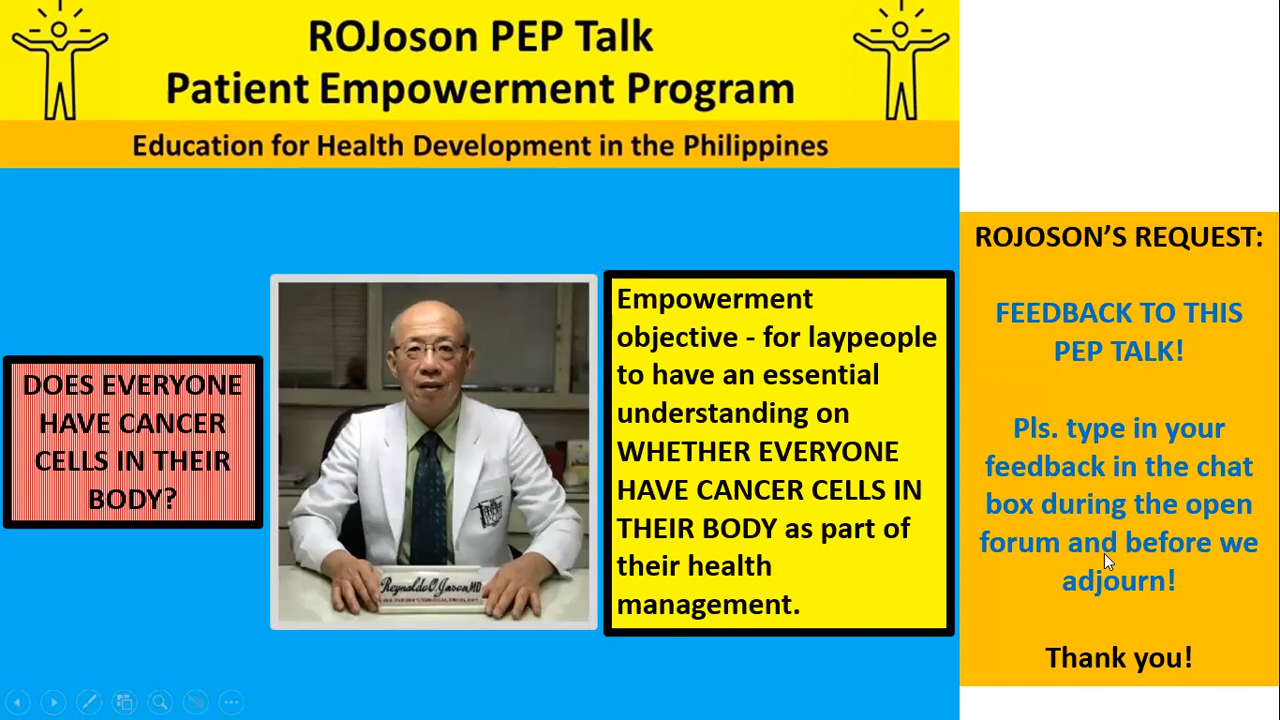 ROJoson PEP Talk
Patient Empowerment Program
Education for Health Development in the Philippines
DOES EVERYONE
HAVE CANCER
CELLS IN THEIR
BODY?
Reynaldo O. Joson, MD
Empowerment
objective - for laypeople
to have an essential
understanding on
WHETHER EVERYONE
HAVE CANCER CELLS IN
THEIR BODY as part of
their health
management.
ROJOSON'S REQUEST:
FEEDBACK TO THIS
PEP TALK!
Pls. type in your
feedback in the chat
box during the open
forum and before we
adjourn!
Thank you!